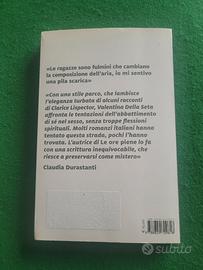 «Le ragazze sono fulmini che cambiano
la composizione dell'aria, io mi sentivo
una pila scarica»
«Con uno stile parco, che lambisce
l'eleganza turbata di alcuni racconti
di Clarice Lispector, Valentina Della Seta
affronta le tentazioni dell'abbattimento
di sé nel sesso, senza troppe flessioni
spirituali. Molti romanzi italiani hanno
tentato questa strada, pochi l'hanno
trovata. L'autrice di Le ore piene lo fa
con una scrittura inequivocabile, che
riesce a preservarsi come mistero»
Claudia Durastanti
subito